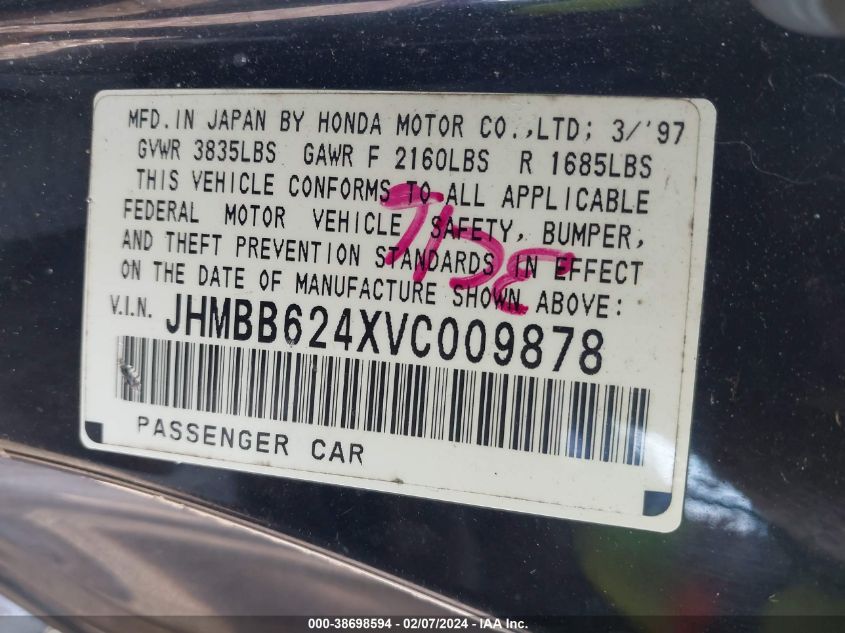 MFD.IN JAPAN BY HONDA MOTOR CO.,LTD; 3/'97
GVWR 3835LBS GAWR F 2160LBS R 1685LBS
THIS VEHICLE CONFORMS TO ALL APPLICABLE
FEDERAL MOTOR VEHICLE SAFETY, BUMPER,
AND THEFT PREVENTION STANDARDS IN EFFECT
ON THE DATE OF MANUFACTURE SHOWN ABOVE:
V.I.N. JHMBB624XVC009878
PASSENGER CAR
000-38698594 - 02/07/2024 - IAA, Inc.